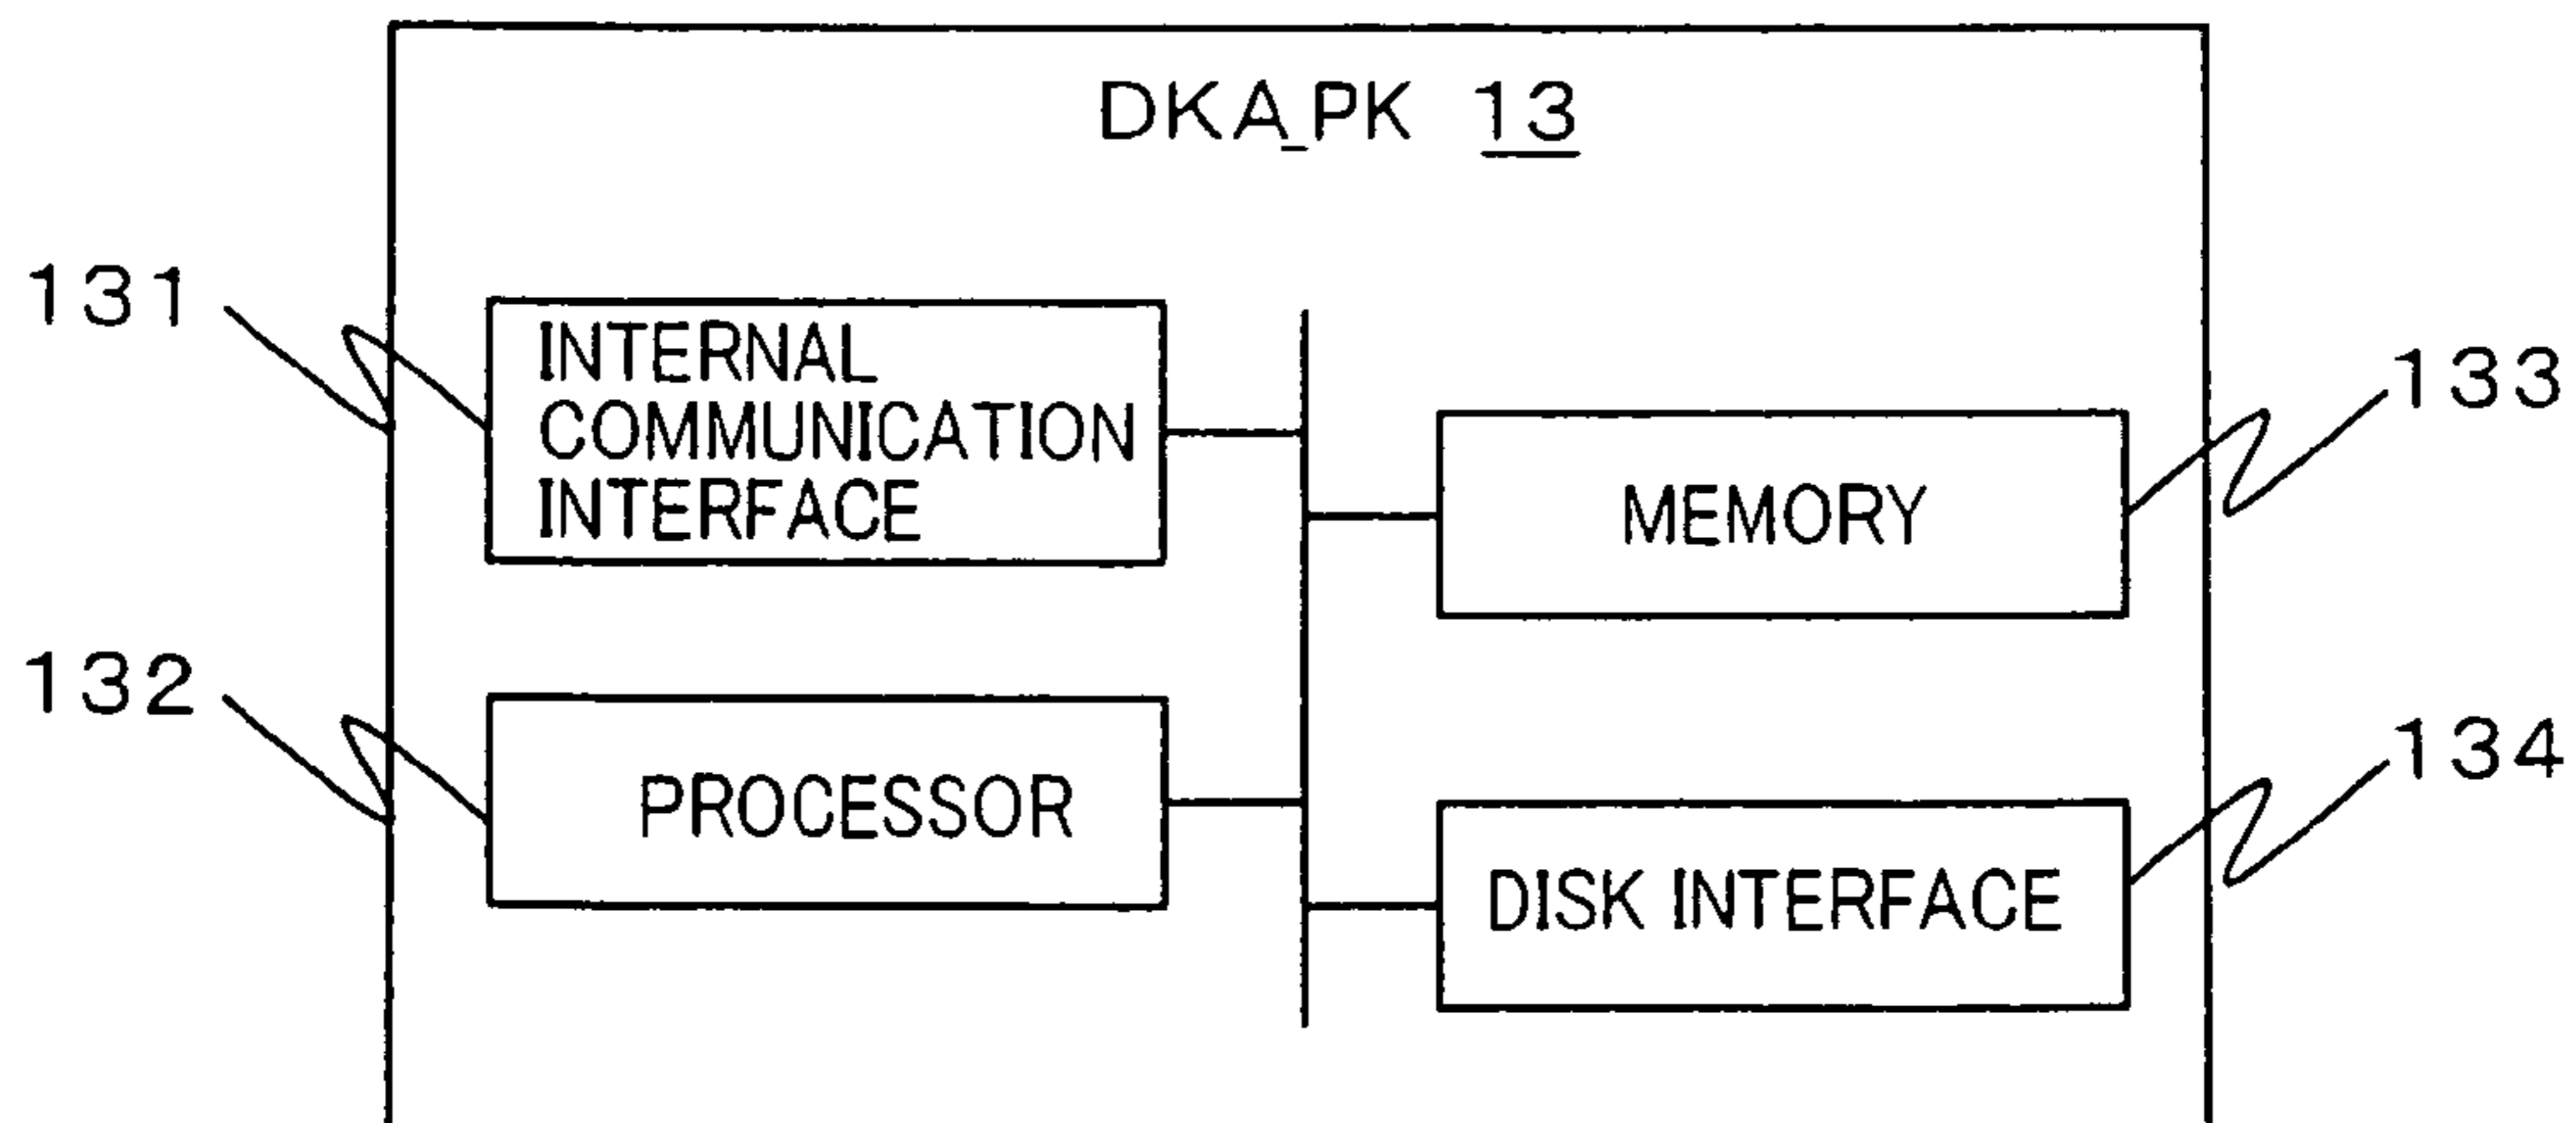 DKA_PK 13
131
INTERNAL
COMMUNICATION
INTERFACE
133
MEMORY
132
PROCESSOR
134
DISK INTERFACE